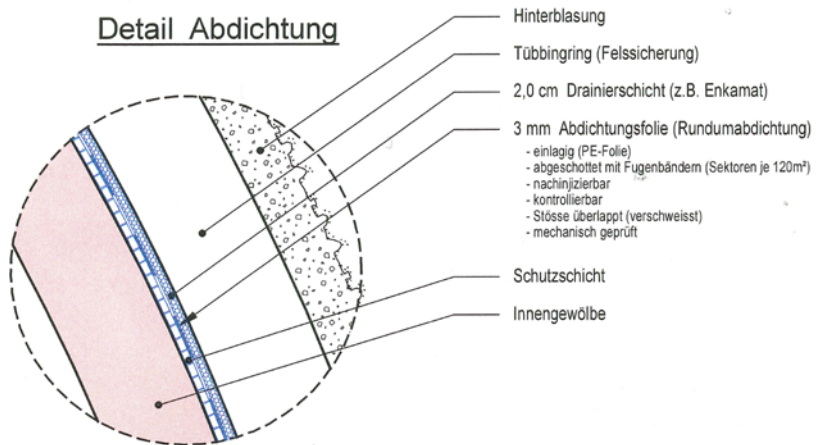 Detail Abdichtung
Hinterblasung
Tübbingring (Felssicherung)
2,0 cm Drainierschicht (z.B. Enkamat)
3 mm Abdichtungsfolie (Rundumabdichtung)
- einlagig (PE-Folie)
- abgeschottet mit Fugenbändern (Sektoren je 120m²)
- nachinjizierbar
- kontrollierbar
- Stösse überlappt (verschweisst)
- mechanisch geprüft
Schutzschicht
Innengewölbe